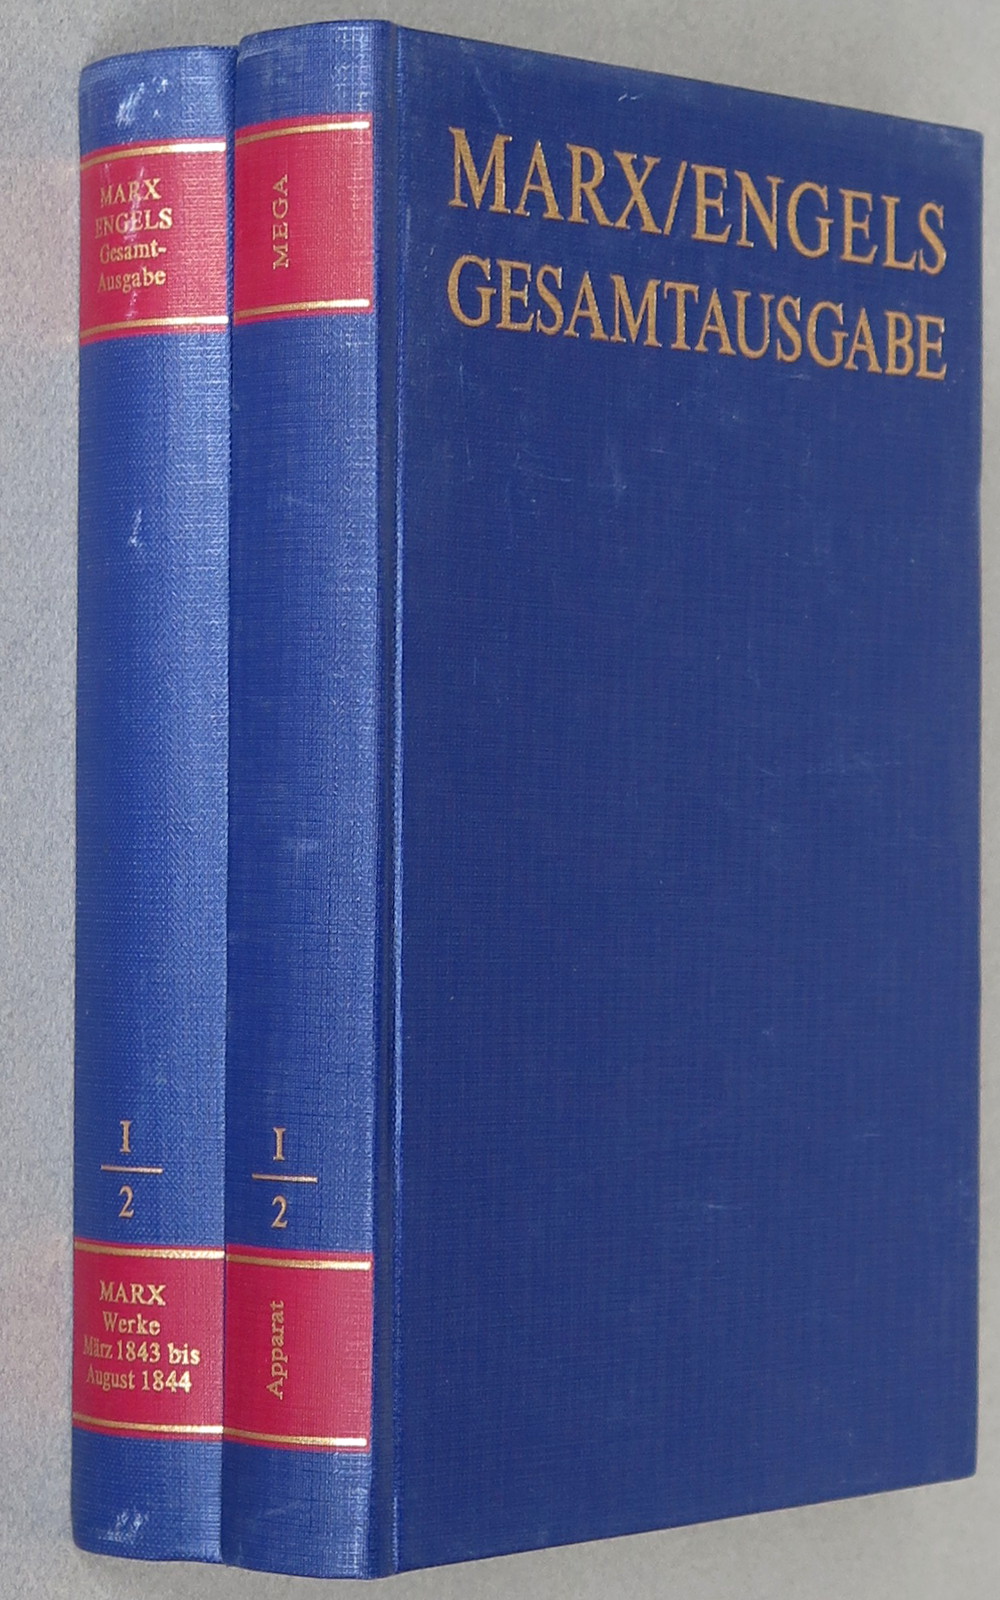 MARX
ENGELS
Gesamt-
Ausgabe
I
2
MARX
Werke
März 1843 bis
August 1844
MEGA
I
2
Apparat
MARX/ENGELS
GESAMTAUSGABE